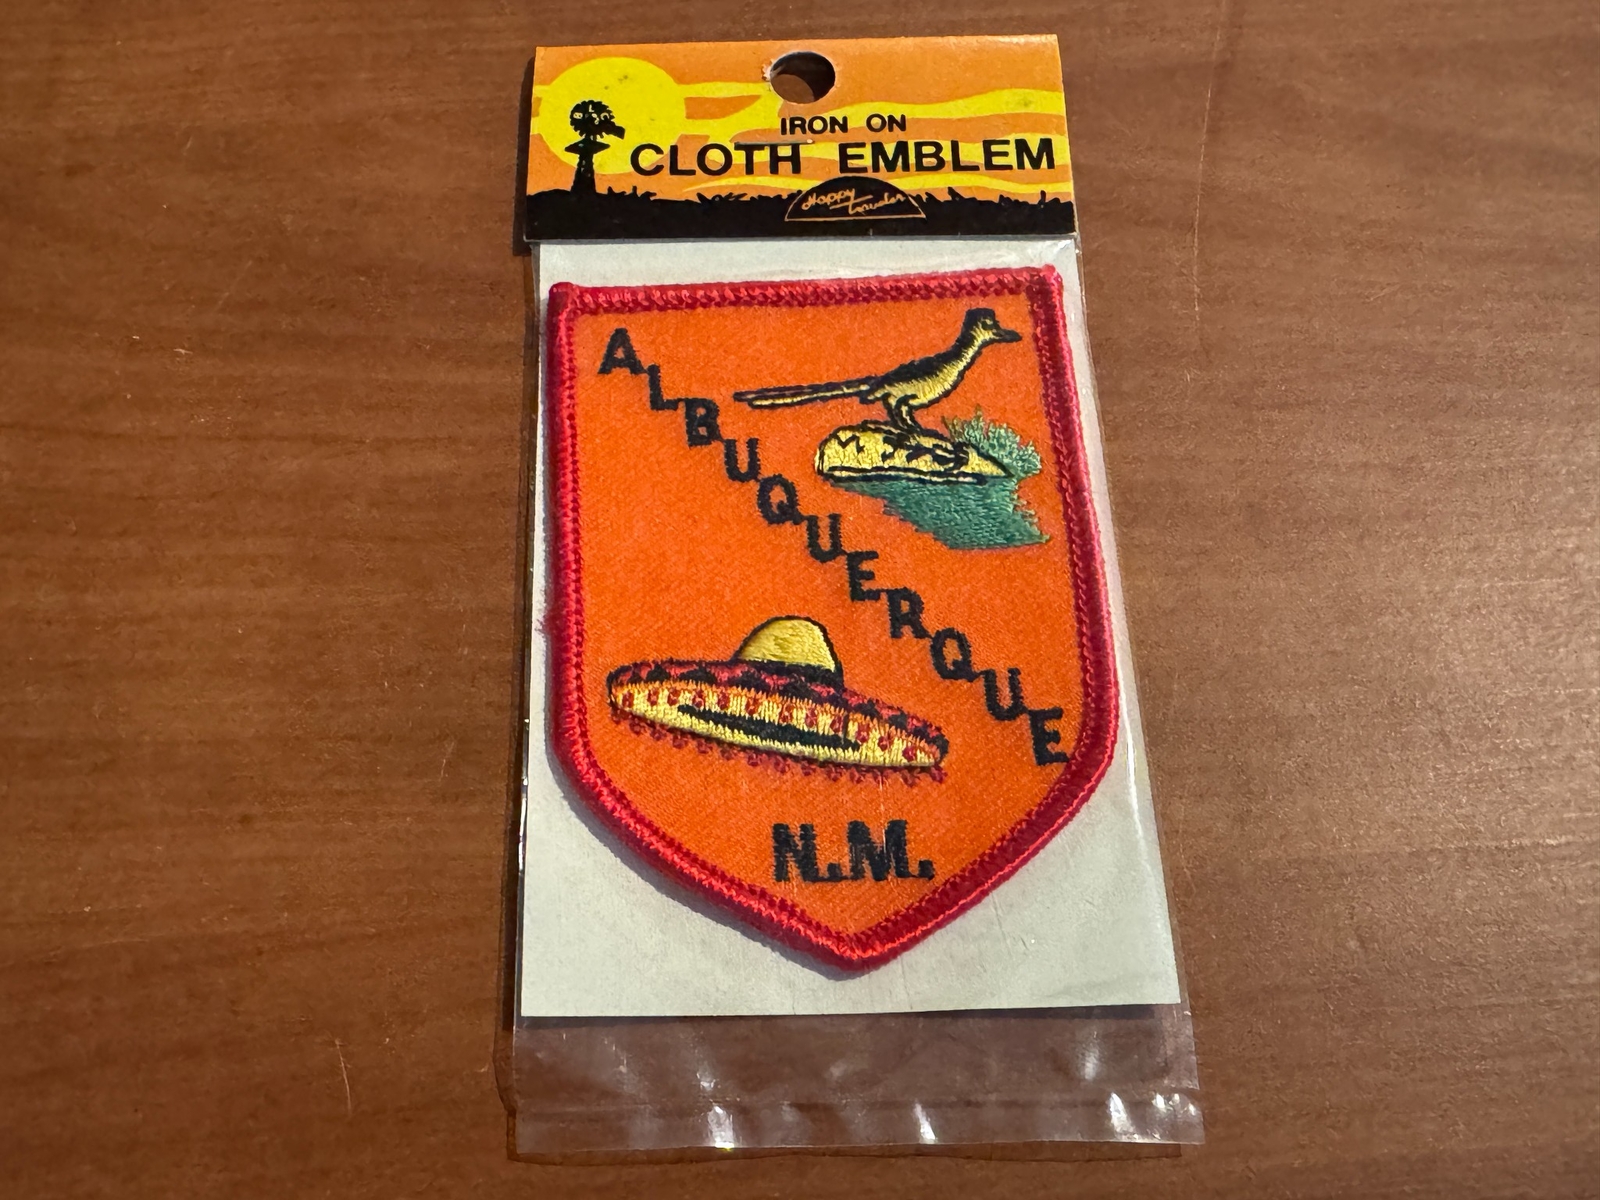 IRON ON
CLOTH EMBLEM
Happy Traveler
ALBUQUERQUE
N.M.